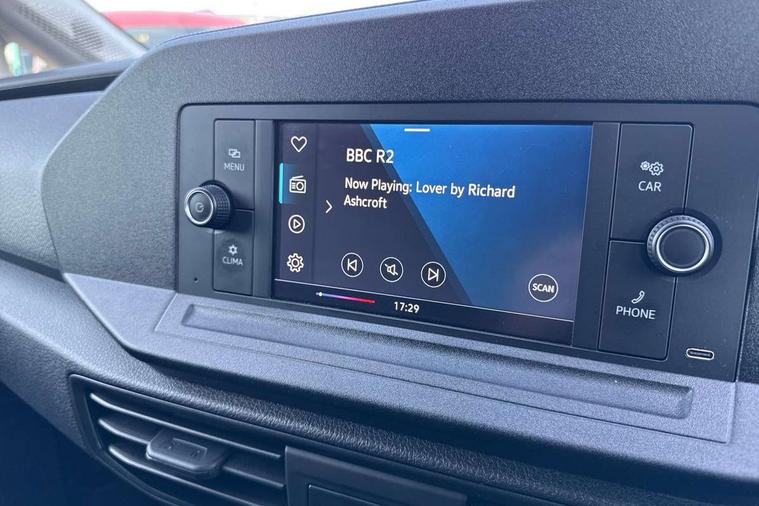 MENU
CLIMA
BBC R2
Now Playing: Lover by Richard
Ashcroft
SCAN
17:29
CAR
PHONE